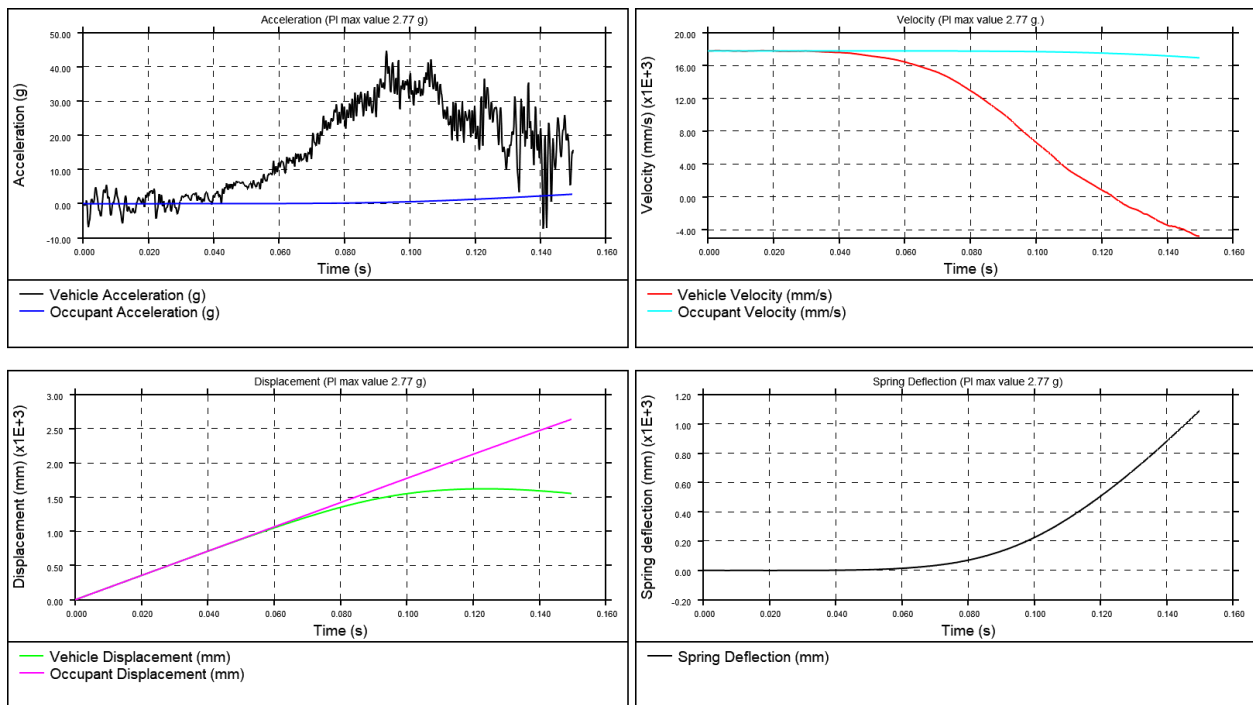 Acceleration (PI max value 2.77 g)
Acceleration (g)
50.00
40.00
30.00
20.00
10.00
0.00
-10.00
0.000 0.020 0.040 0.060 0.080 0.100 0.120 0.140 0.160
Time (s)
Vehicle Acceleration (g)
Occupant Acceleration (g)
Velocity (PI max value 2.77 g.)
Velocity (mm/s) (x1E+3)
20.00
16.00
12.00
8.00
4.00
0.00
-4.00
0.000 0.020 0.040 0.060 0.080 0.100 0.120 0.140 0.160
Time (s)
Vehicle Velocity (mm/s)
Occupant Velocity (mm/s)
Displacement (PI max value 2.77 g)
Displacement (mm) (x1E+3)
3.00
2.50
2.00
1.50
1.00
0.50
0.00
0.000 0.020 0.040 0.060 0.080 0.100 0.120 0.140 0.160
Time (s)
Vehicle Displacement (mm)
Occupant Displacement (mm)
Spring Deflection (PI max value 2.77 g)
Spring deflection (mm) (x1E+3)
1.20
1.00
0.80
0.60
0.40
0.20
0.00
-0.20
0.000 0.020 0.040 0.060 0.080 0.100 0.120 0.140 0.160
Time (s)
Spring Deflection (mm)